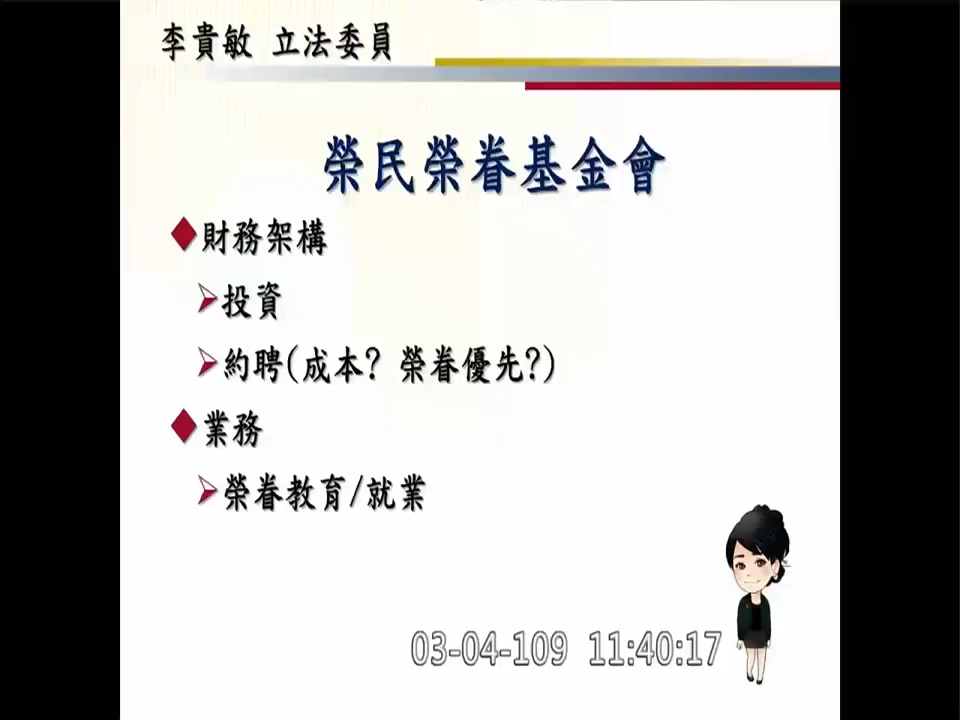 李貴敏 立法委員
榮民榮眷基金會
財務架構
投資
約聘(成本? 榮眷優先?)
業務
榮眷教育/就業
03-04-109 11:40:17